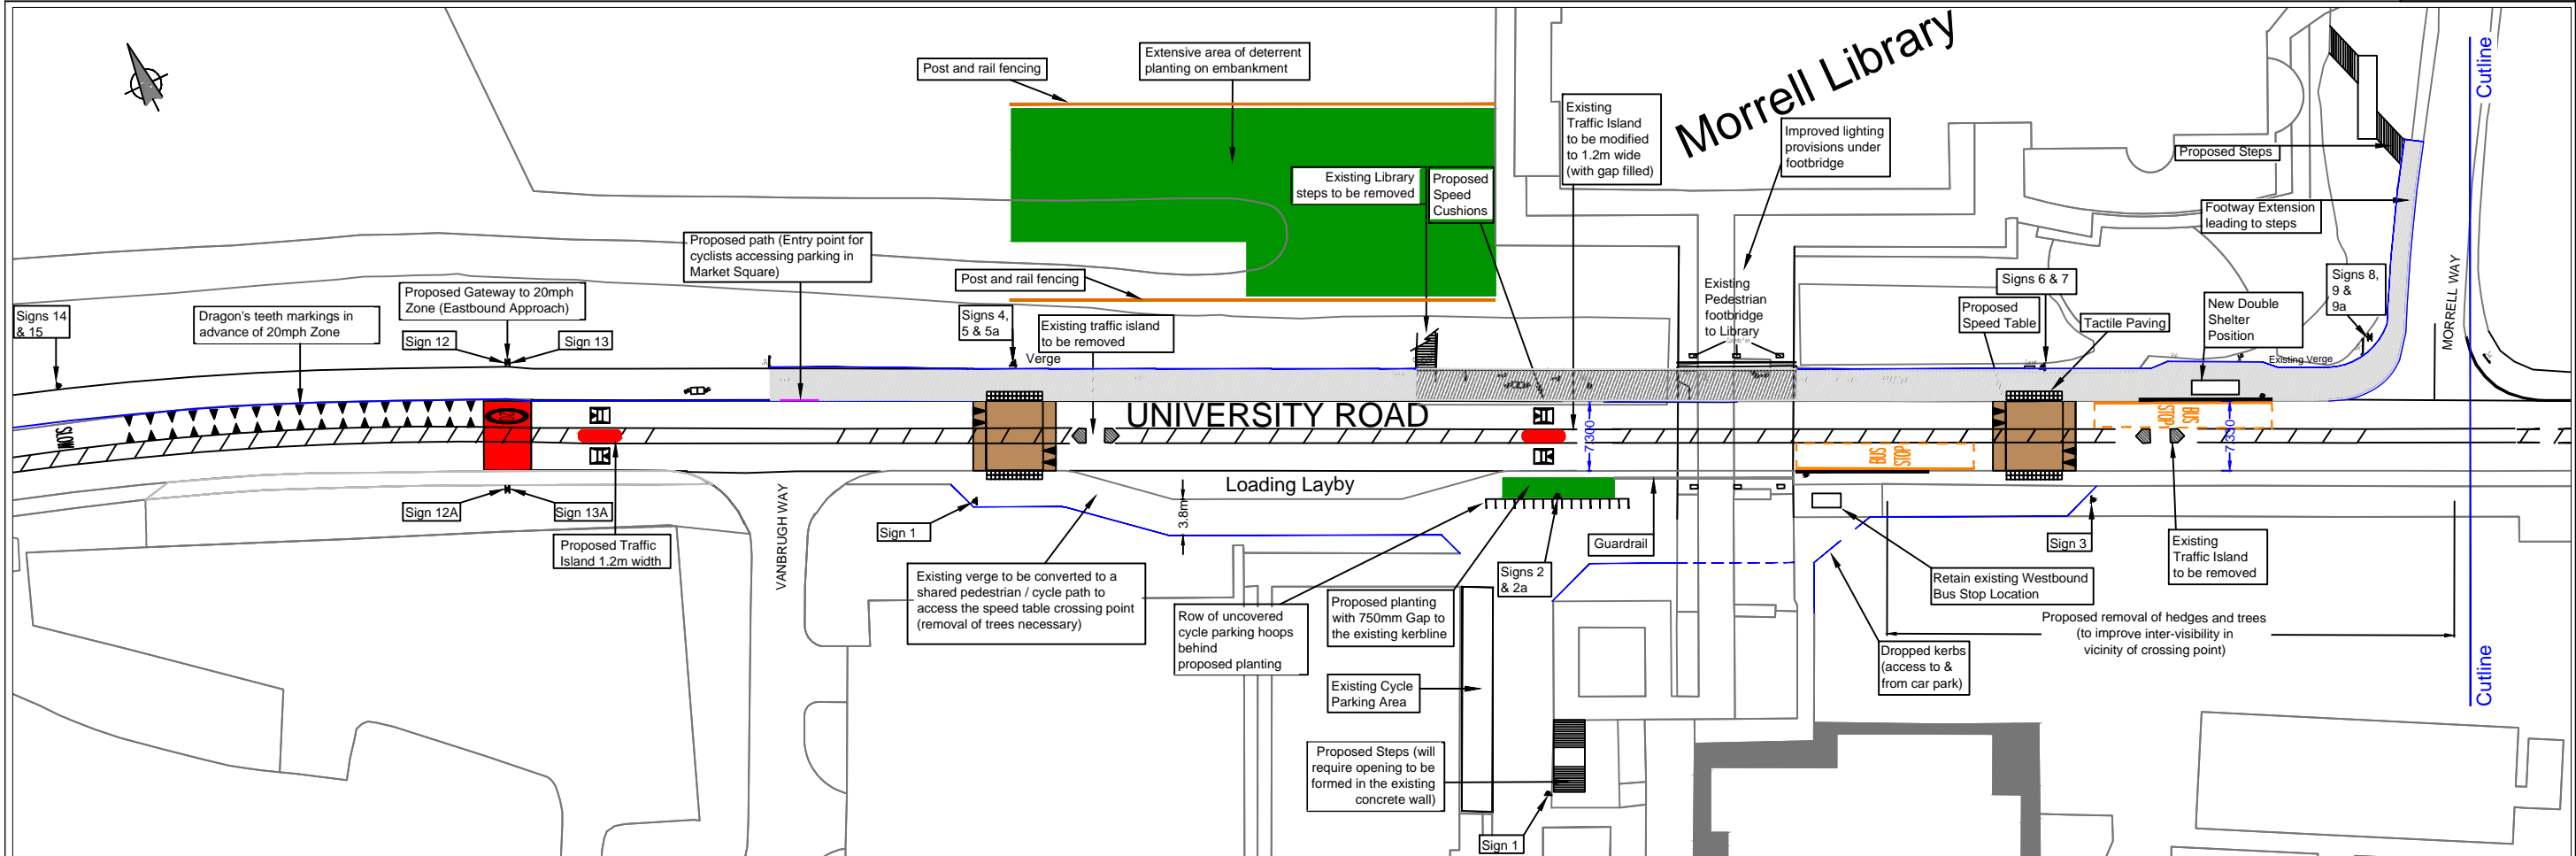 Morrell Library
Cutline
Post and rail fencing
Extensive area of deterrent
planting on embankment
Existing
Traffic Island
to be modified
to 1.2m wide
(with gap filled)
Improved lighting
provisions under
footbridge
Existing Library
steps to be removed
Proposed
Speed
Cushions
Proposed Steps
Footway Extension
leading to steps
Proposed path (Entry point for
cyclists accessing parking in
Market Square)
Post and rail fencing
Existing
Pedestrian
footbridge
to Library
Signs 6 & 7
Signs 8,
9 &
9a
MORRELL WAY
Signs 14
& 15
Dragon's teeth markings in
advance of 20mph Zone
Proposed Gateway to 20mph
Zone (Eastbound Approach)
Sign 12
Sign 13
Signs 4,
5 & 5a
Existing traffic island
to be removed
Verge
Proposed
Speed Table
Tactile Paving
New Double
Shelter
Position
Existing Verge
SLOW
UNIVERSITY ROAD
7.300
BUS
STOP
BUS
STOP
7.330
Loading Layby
3.8m
VANBRUGH WAY
Sign 12A
Sign 13A
Proposed Traffic
Island 1.2m width
Sign 1
Existing verge to be converted to a
shared pedestrian / cycle path to
access the speed table crossing point
(removal of trees necessary)
Row of uncovered
cycle parking hoops
behind
proposed planting
Proposed planting
with 750mm Gap to
the existing kerbline
Signs 2
& 2a
Guardrail
Sign 3
Existing
Traffic Island
to be removed
Retain existing Westbound
Bus Stop Location
Proposed removal of hedges and trees
(to improve inter-visibility in
vicinity of crossing point)
Dropped kerbs
(access to &
from car park)
Existing Cycle
Parking Area
Proposed Steps (will
require opening to be
formed in the existing
concrete wall)
Sign 1
Cutline